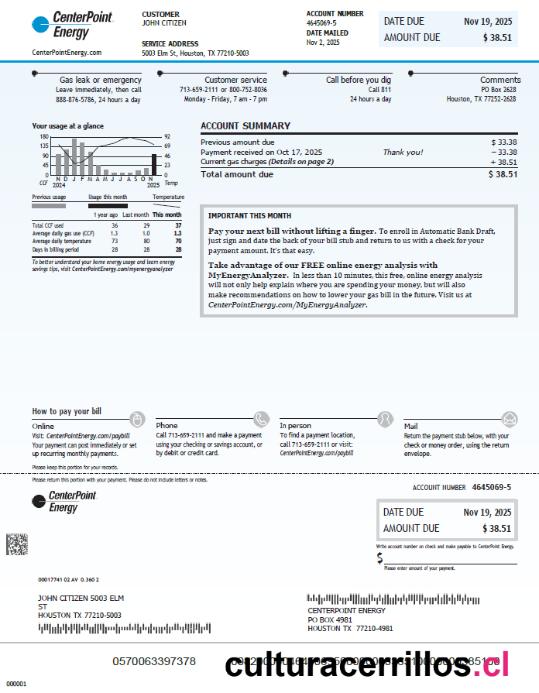 CenterPoint
Energy
CenterPointEnergy.com
CUSTOMER
JOHN CITIZEN
SERVICE ADDRESS
5003 Elm St, Houston, TX 77210-5003
ACCOUNT NUMBER
4645069-5
DATE MAILED
Nov 2, 2025
DATE DUE Nov 19, 2025
AMOUNT DUE $ 38.51
Gas leak or emergency
Leave immediately, then call
888-876-5786, 24 hours a day
Customer service
713-659-2111 or 800-752-8036
Monday - Friday, 7 am - 7 pm
Call before you dig
Call 811
24 hours a day
Comments
PO Box 2628
Houston, TX 77252-2628
Your usage at a glance
180 92
135 69
90 46
45 23
0 0
N D J F M A M J J A S O N
CCF 2024 2025 Temp
Previous usage Usage this month Temperature
1 year ago Last month This month
Total CCF used 36 29 37
Average daily gas use (CCF) 1.3 1.0 1.3
Average daily temperature 73 80 70
Days in billing period 28 28 28
To better understand your home energy usage and learn energy
savings tips, visit CenterPointEnergy.com/myenergyanalyzer
ACCOUNT SUMMARY
Previous amount due $ 33.38
Payment received on Oct 17, 2025 Thank you! – 33.38
Current gas charges (Details on page 2) + 38.51
Total amount due $ 38.51
IMPORTANT THIS MONTH
Pay your next bill without lifting a finger. To enroll in Automatic Bank Draft,
just sign and date the back of your bill stub and return to us with a check for your
payment amount. It's that easy.
Take advantage of our FREE online energy analysis with
MyEnergyAnalyzer. In less than 10 minutes, this free, online energy analysis
will not only help explain where you are spending your money, but will also
make recommendations on how to lower your gas bill in the future. Visit us at
CenterPointEnergy.com/MyEnergyAnalyzer.
How to pay your bill
Online
Visit: CenterPointEnergy.com/paybill
Your payment can post immediately or set
up recurring monthly payments.
Phone
Call 713-659-2111 and make a payment
using your checking or savings account, or
by debit or credit card.
In person
To find a payment location,
call 713-659-2111 or visit:
CenterPointEnergy.com/paybill
Mail
Return the payment stub below, with your
check or money order, using the return
envelope.
Please keep this portion for your records.
Please return this portion with your payment. Please do not include letters or notes.
CenterPoint
Energy
ACCOUNT NUMBER 4645069-5
DATE DUE Nov 19, 2025
AMOUNT DUE $ 38.51
Write account number on check and make payable to CenterPoint Energy.
$
Please enter amount of your payment.
00017741 02 AV 0.360 2
JOHN CITIZEN 5003 ELM
ST
HOUSTON TX 77210-5003
CENTERPOINT ENERGY
PO BOX 4981
HOUSTON TX 77210-4981
0570063397378
culturacerrillos.cl
000001